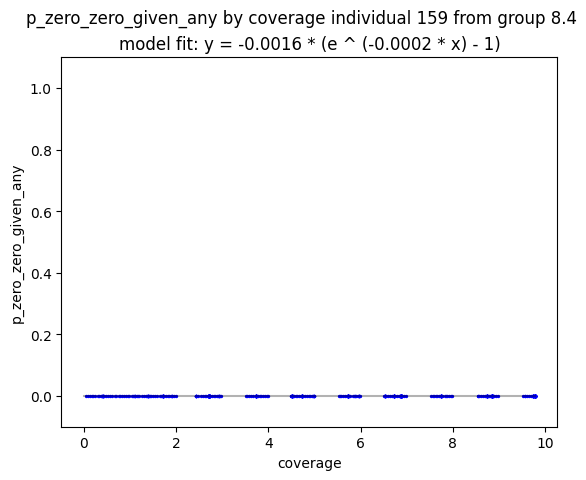 p_zero_zero_given_any by coverage individual 159 from group 8.4
model fit: y = -0.0016 * (e ^ (-0.0002 * x) - 1)
1.0
0.8
0.6
0.4
0.2
0.0
p_zero_zero_given_any
0 2 4 6 8 10
coverage